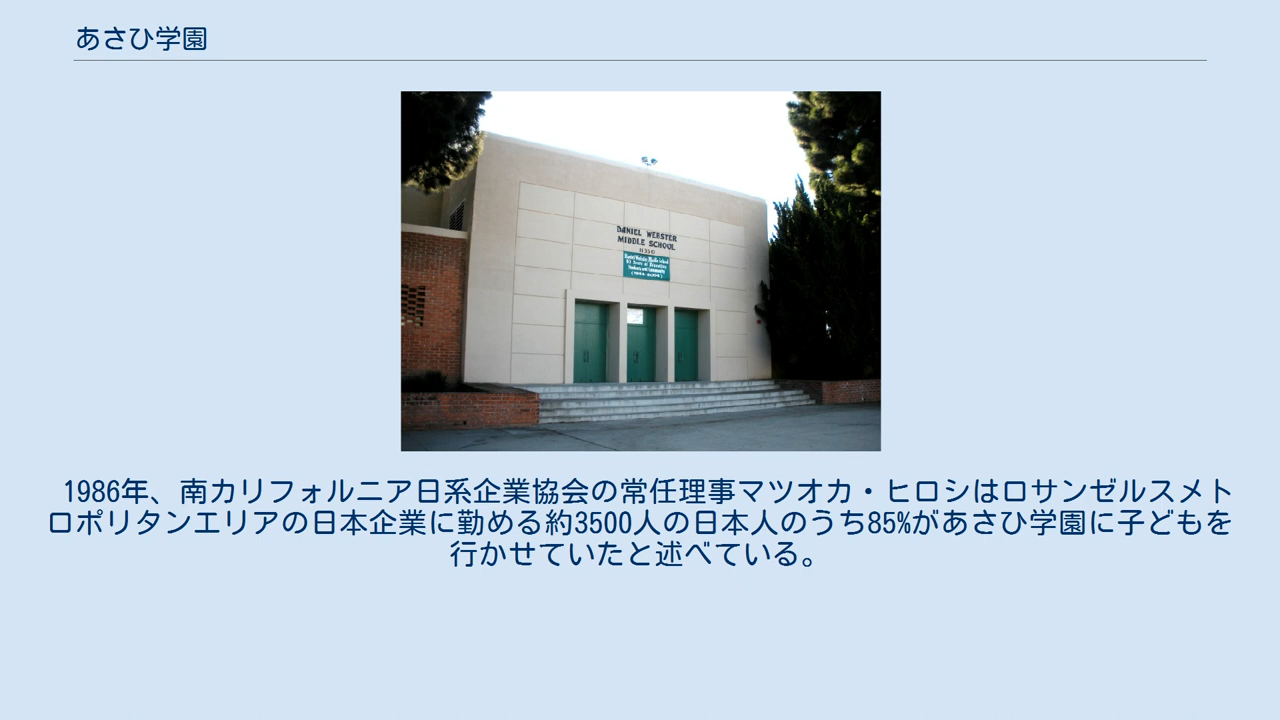 あさひ学園
DANIEL WEBSTER
MIDDLE SCHOOL
1986年、南カリフォルニア日系企業協会の常任理事マツオカ・ヒロシはロサンゼルスメト
ロポリタンエリアの日本企業に勤める約3500人の日本人のうち85%があさひ学園に子どもを
行かせていたと述べている。